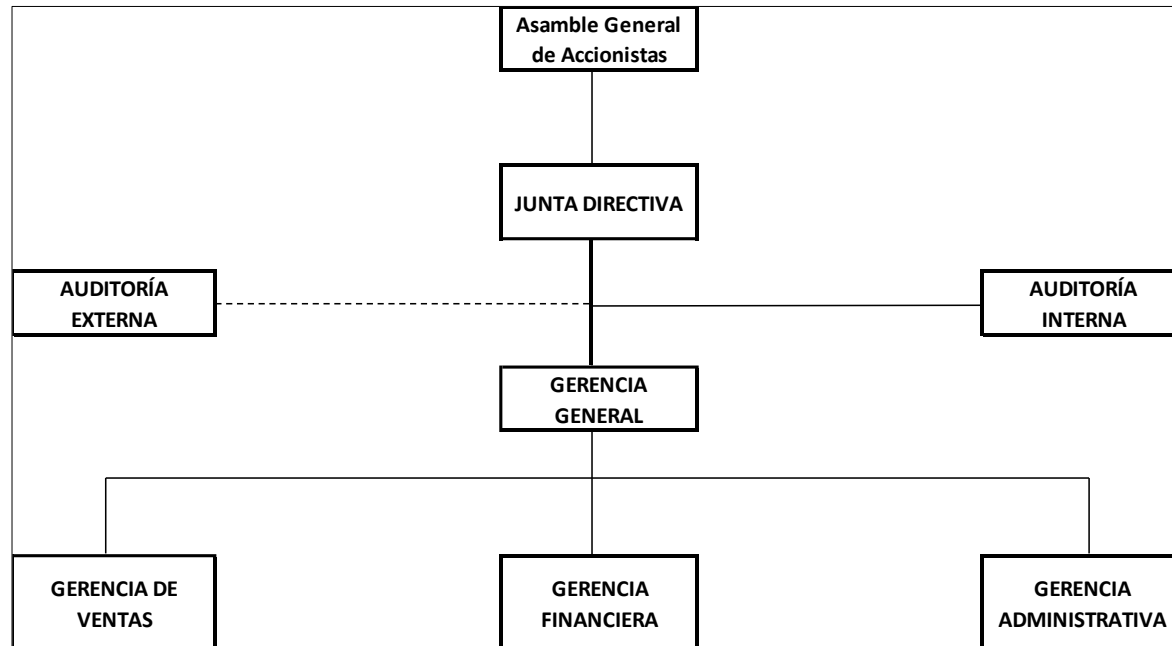 Asamble General
de Accionistas
JUNTA DIRECTIVA
AUDITORÍA
EXTERNA
AUDITORÍA
INTERNA
GERENCIA
GENERAL
GERENCIA DE
VENTAS
GERENCIA
FINANCIERA
GERENCIA
ADMINISTRATIVA